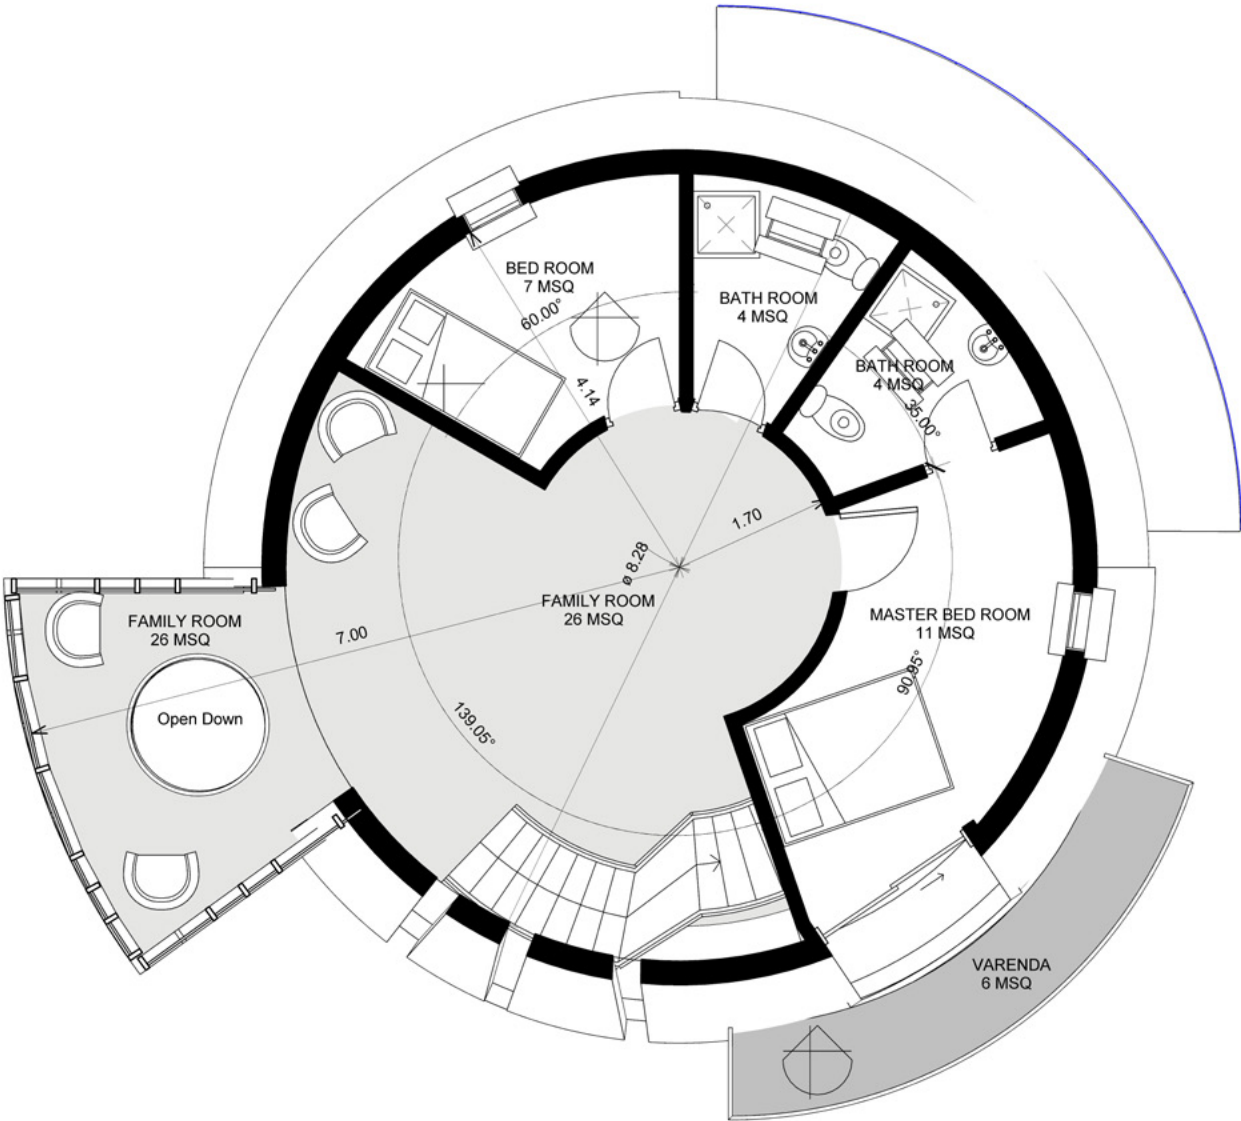 BED ROOM
7 MSQ
60.00°
BATH ROOM
4 MSQ
BATH ROOM
4 MSQ
35.00°
4.14
1.70
ø 8.28
FAMILY ROOM
26 MSQ
FAMILY ROOM
26 MSQ
7.00
MASTER BED ROOM
11 MSQ
90.95°
Open Down
139.05°
VARENDA
6 MSQ